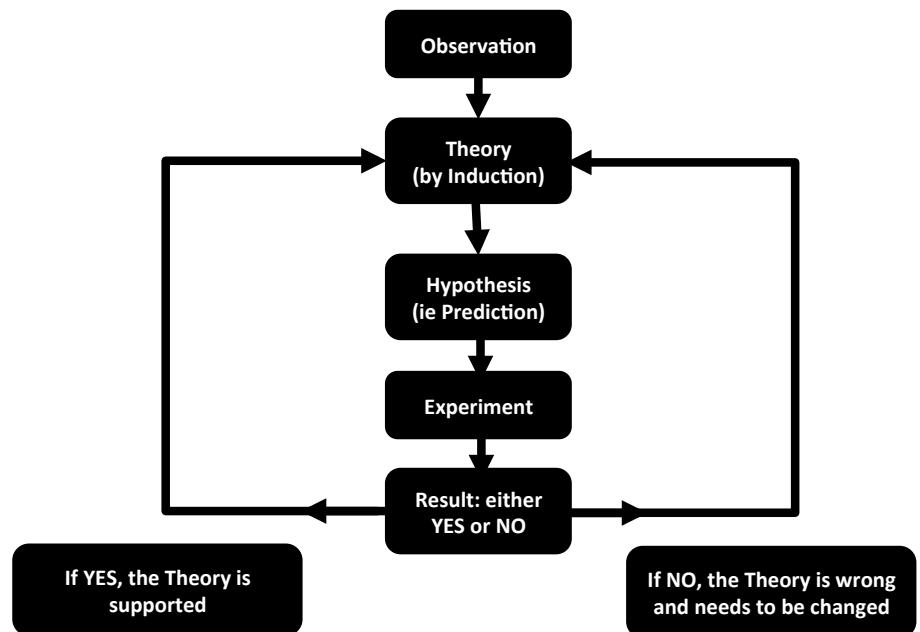 Observation
Theory
(by Induction)
Hypothesis
(ie Prediction)
Experiment
Result: either
YES or NO
If YES, the Theory is
supported
If NO, the Theory is wrong
and needs to be changed